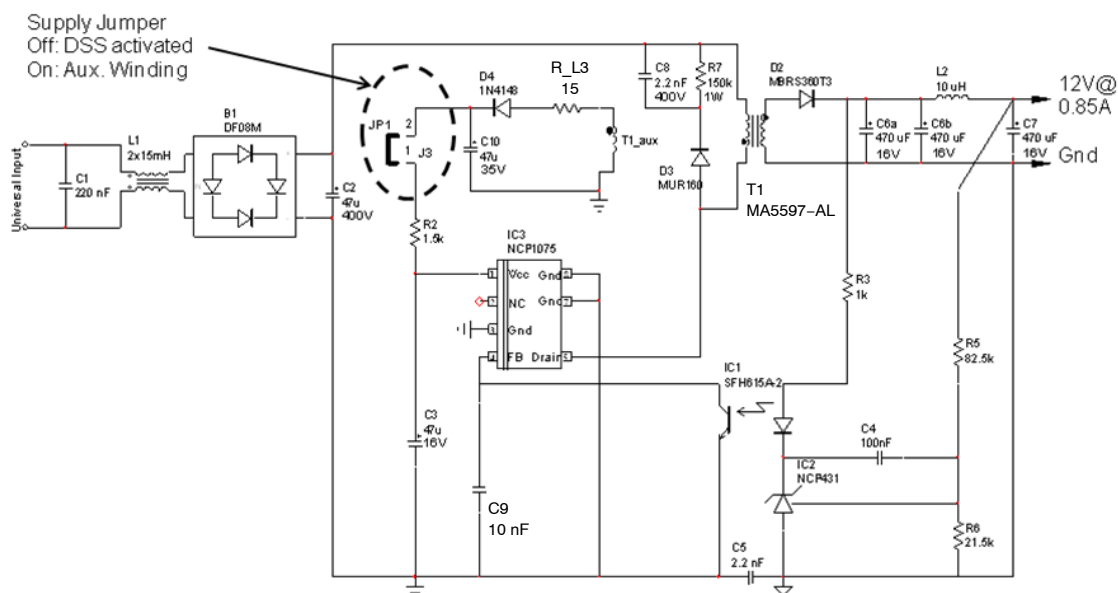 Supply Jumper
Off: DSS activated
On: Aux. Winding
Universal Input
C1
220 nF
L1
2x15mH
B1
DF08M
C2
47u
400V
JP1
2
1
J3
D4
1N4148
R_L3
15
C10
47u
35V
T1_aux
C8
2.2 nF
400V
R7
150k
1W
D3
MUR160
T1
MA5597-AL
D2
MBRS360T3
C6a
470 uF
16V
C6b
470 uF
16V
L2
10 uH
C7
470 uF
16V
12V@
0.85A
Gnd
R2
1.5k
IC3
NCP1075
Vcc
Gnd
NC
Gnd
Gnd
FB
Drain
R3
1k
R5
82.5k
IC1
SFH615A-2
C3
47u
16V
C4
100nF
IC2
NCP431
C9
10 nF
R6
21.5k
C5
2.2 nF